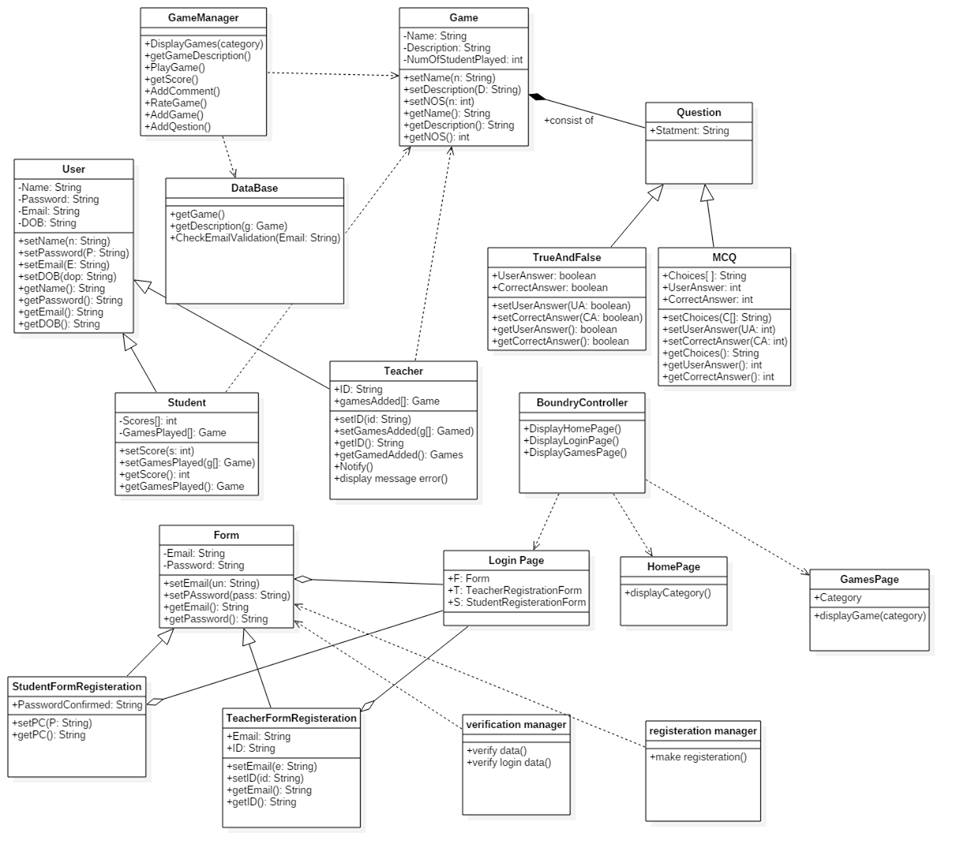 GameManager
+DisplayGames(category)
+getGameDescription()
+PlayGame()
+getScore()
+AddComment()
+RateGame()
+AddGame()
+AddQestion()
Game
-Name: String
-Description: String
-NumOfStudentPlayed: int
+setName(n: String)
+setDescription(D: String)
+setNOS(n: int)
+getName(): String
+getDescription(): String
+getNOS(): int
+consist of
Question
+Statment: String
User
-Name: String
-Password: String
-Email: String
-DOB: String
+setName(n: String)
+setPassword(P: String)
+setEmail(E: String)
+setDOB(dop: String)
+getName(): String
+getPassword(): String
+getEmail(): String
+getDOB(): String
DataBase
+getGame()
+getDescription(g: Game)
+CheckEmailValidation(Email: String)
TrueAndFalse
+UserAnswer: boolean
+CorrectAnswer: boolean
+setUserAnswer(UA: boolean)
+setCorrectAnswer(CA: boolean)
+getUserAnswer(): boolean
+getCorrectAnswer(): boolean
MCQ
+Choices[ ]: String
+UserAnswer: int
+CorrectAnswer: int
+setChoices(C[]: String)
+setUserAnswer(UA: int)
+setCorrectAnswer(CA: int)
+getChoices(): String
+getUserAnswer(): int
+getCorrectAnswer(): int
Student
-Scores[]: int
-GamesPlayed[]: Game
+setScore(s: int)
+setGamesPlayed(g[]: Game)
+getScore(): int
+getGamesPlayed(): Game
Teacher
+ID: String
+gamesAdded[]: Game
+setID(id: String)
+setGamesAdded(g[]: Gamed)
+getID(): String
+getGamedAdded(): Games
+Notify()
+display message error()
BoundryController
+DisplayHomePage()
+DisplayLoginPage()
+DisplayGamesPage()
Form
-Email: String
-Password: String
+setEmail(un: String)
+setPAssword(pass: String)
+getEmail(): String
+getPassword(): String
Login Page
+F: Form
+T: TeacherRegistrationForm
+S: StudentRegisterationForm
HomePage
+displayCategory()
GamesPage
+Category
+displayGame(category)
StudentFormRegisteration
+PasswordConfirmed: String
+setPC(P: String)
+getPC(): String
TeacherFormRegisteration
+Email: String
+ID: String
+setEmail(e: String)
+setID(id: String)
+getEmail(): String
+getID(): String
verification manager
+verify data()
+verify login data()
registeration manager
+make registeration()